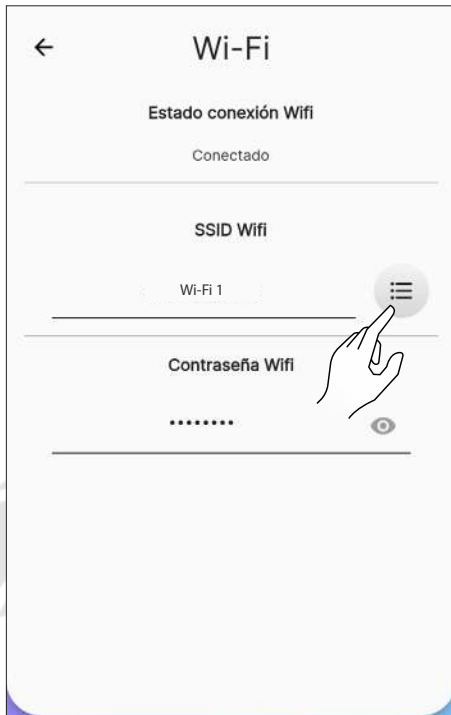 Wi-Fi
Estado conexión Wifi
Conectado
SSID Wifi
Wi-Fi 1
Contraseña Wifi
••••••••